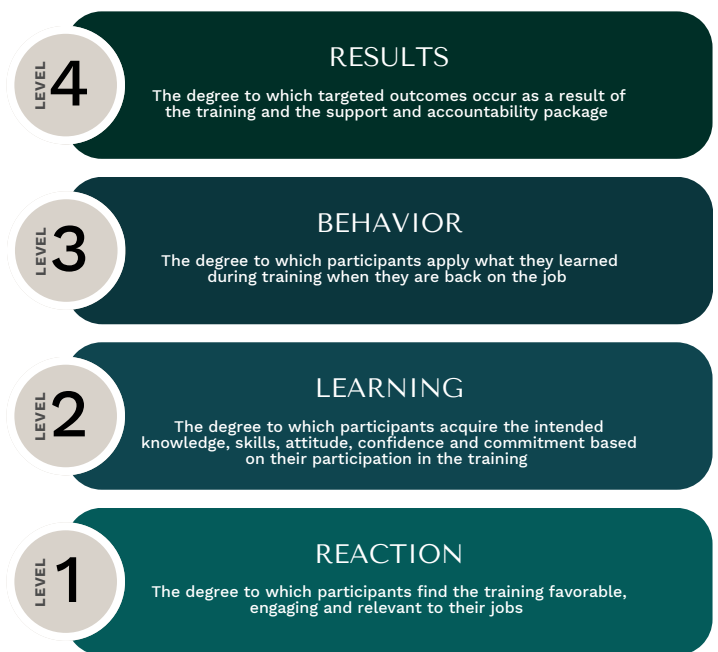 LEVEL
4
RESULTS
The degree to which targeted outcomes occur as a result of
the training and the support and accountability package
LEVEL
3
BEHAVIOR
The degree to which participants apply what they learned
during training when they are back on the job
LEVEL
2
LEARNING
The degree to which participants acquire the intended
knowledge, skills, attitude, confidence and commitment based
on their participation in the training
LEVEL
1
REACTION
The degree to which participants find the training favorable,
engaging and relevant to their jobs